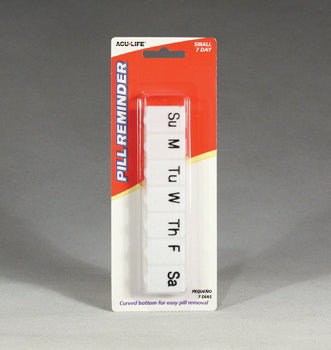 ACU-LIFE®
SMALL
7 DAY
PILL REMINDER
Su
M
Tu
W
Th
F
Sa
PEQUEÑO
7 DÍAS
Curved bottom for easy pill removal